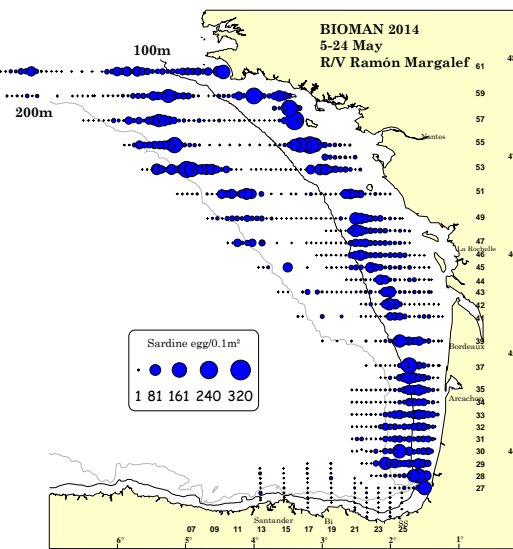 BIOMAN 2014
5-24 May
R/V Ramón Margalef
100m
200m
61
59
57
55
53
51
49
47
46
45
44
43
42
41
39
37
36
35
34
33
32
31
30
29
28
27
Nantes
La Rochelle
Bordeaux
Arcachon
Sardine egg/0.1m²
1 81 161 240 320
Santander Bi SS
07 09 11 13 15 17 19 21 23 25
6° 5° 4° 3° 2° 1°